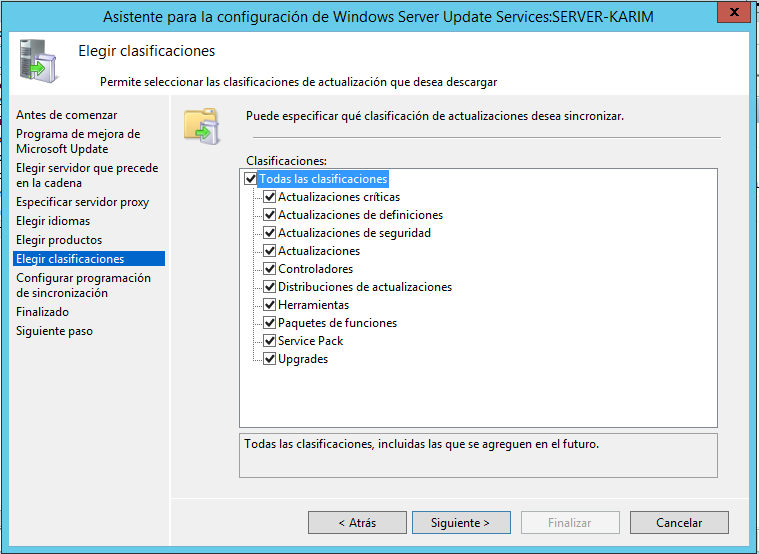 Asistente para la configuración de Windows Server Update Services:SERVER-KARIM
x
Elegir clasificaciones
Permite seleccionar las clasificaciones de actualización que desea descargar
Antes de comenzar
Programa de mejora de
Microsoft Update
Elegir servidor que precede
en la cadena
Especificar servidor proxy
Elegir idiomas
Elegir productos
Elegir clasificaciones
Configurar programación
de sincronización
Finalizado
Siguiente paso
Puede especificar qué clasificación de actualizaciones desea sincronizar.
Clasificaciones:
Todas las clasificaciones
Actualizaciones críticas
Actualizaciones de definiciones
Actualizaciones de seguridad
Actualizaciones
Controladores
Distribuciones de actualizaciones
Herramientas
Paquetes de funciones
Service Pack
Upgrades
Todas las clasificaciones, incluidas las que se agreguen en el futuro.
< Atrás
Siguiente >
Finalizar
Cancelar